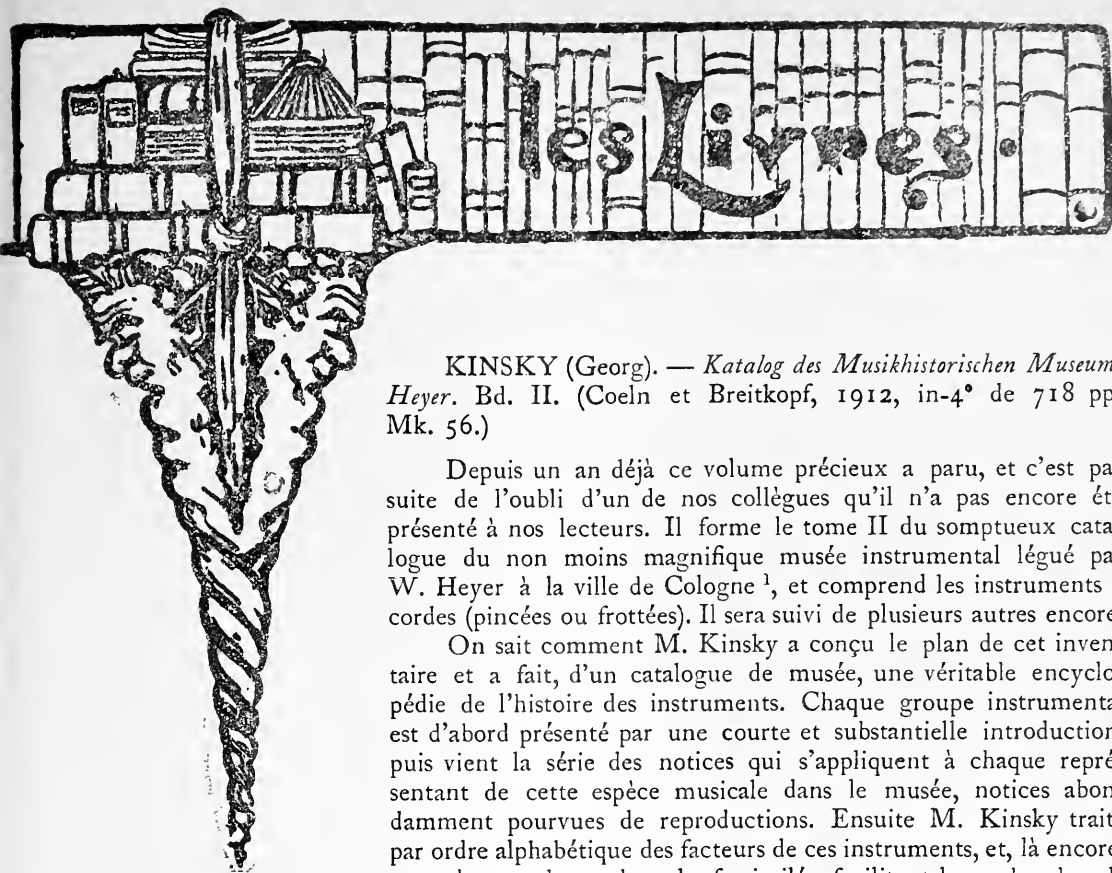 les Livres
KINSKY (Georg). — Katalog des Musikhistorischen Museum
Heyer. Bd. II. (Coeln et Breitkopf, 1912, in-4° de 718 pp
Mk. 56.)
Depuis un an déjà ce volume précieux a paru, et c'est pa
suite de l'oubli d'un de nos collègues qu'il n'a pas encore ét
présenté à nos lecteurs. Il forme le tome II du somptueux cata
logue du non moins magnifique musée instrumental légué pa
W. Heyer à la ville de Cologne ¹, et comprend les instruments
cordes (pincées ou frottées). Il sera suivi de plusieurs autres encore
On sait comment M. Kinsky a conçu le plan de cet inven
taire et a fait, d'un catalogue de musée, une véritable encyclo
pédie de l'histoire des instruments. Chaque groupe instrumenta
est d'abord présenté par une courte et substantielle introduction
puis vient la série des notices qui s'appliquent à chaque repré
sentant de cette espèce musicale dans le musée, notices abon
damment pourvues de reproductions. Ensuite M. Kinsky trait
par ordre alphabétique des facteurs de ces instruments, et, là encore